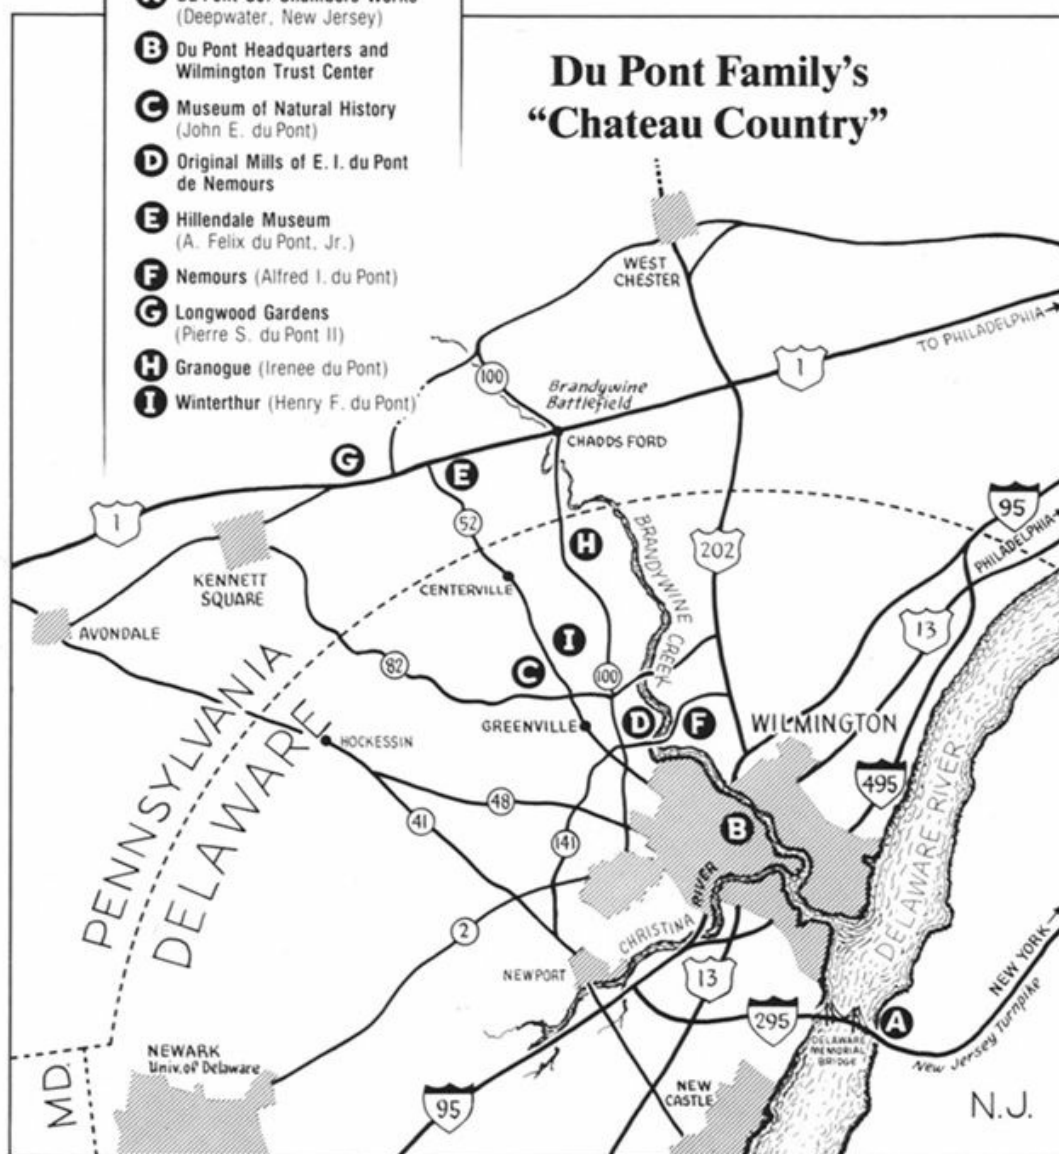 A Du Pont Co. Chambers Works
(Deepwater, New Jersey)
B Du Pont Headquarters and
Wilmington Trust Center
C Museum of Natural History
(John E. du Pont)
D Original Mills of E. I. du Pont
de Nemours
E Hillendale Museum
(A. Felix du Pont, Jr.)
F Nemours (Alfred I. du Pont)
G Longwood Gardens
(Pierre S. du Pont II)
H Granogue (Irenee du Pont)
I Winterthur (Henry F. du Pont)
Du Pont Family's
“Chateau Country”
WEST
CHESTER
TO PHILADELPHIA
1
100
Brandywine
Battlefield
CHADDS FORD
G
E
1
52
95
PHILADELPHIA
H
BRANDYWINE CREEK
202
KENNETT
SQUARE
CENTERVILLE
AVONDALE
13
I
82
C
100
PENNSYLVANIA
DELAWARE
HOCKESSIN
GREENVILLE
D
F
WILMINGTON
495
48
41
141
B
DELAWARE RIVER
2
CHRISTINA RIVER
NEWPORT
13
295
A
NEW YORK
New Jersey Turnpike
DELAWARE
MEMORIAL
BRIDGE
NEWARK
Univ. of Delaware
MD.
95
NEW
CASTLE
N.J.